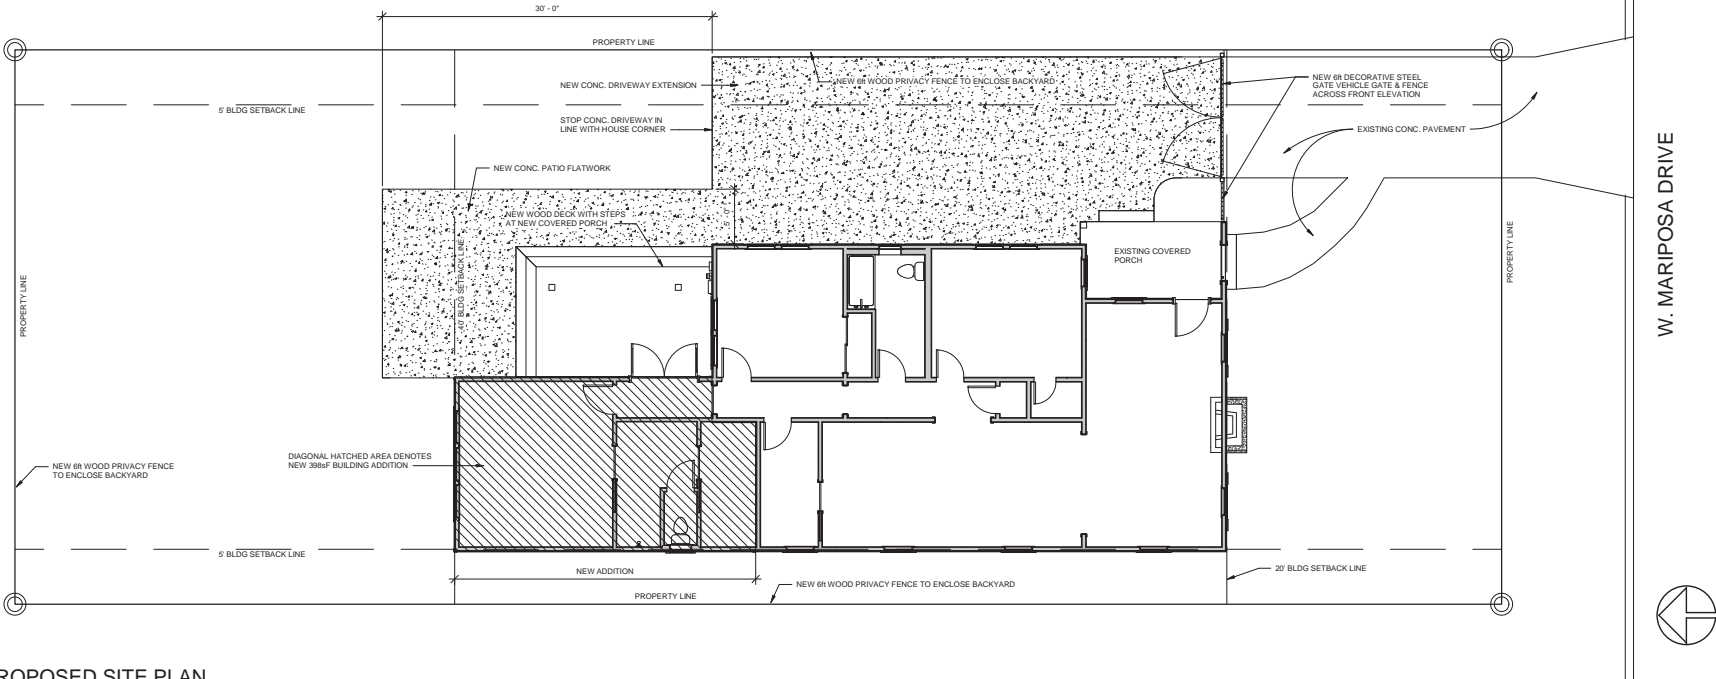 30' - 0"
PROPERTY LINE
NEW CONC. DRIVEWAY EXTENSION
NEW 6ft WOOD PRIVACY FENCE TO ENCLOSE BACKYARD
NEW 6ft DECORATIVE STEEL
GATE VEHICLE GATE & FENCE
ACROSS FRONT ELEVATION
5' BLDG SETBACK LINE
STOP CONC. DRIVEWAY IN
LINE WITH HOUSE CORNER
EXISTING CONC. PAVEMENT
NEW CONC. PATIO FLATWORK
NEW WOOD DECK WITH STEPS
AT NEW COVERED PORCH
EXISTING COVERED
PORCH
PROPERTY LINE
BLDG SETBACK LINE
PROPERTY LINE
W. MARIPOSA DRIVE
DIAGONAL HATCHED AREA DENOTES
NEW 398sF BUILDING ADDITION
NEW 6ft WOOD PRIVACY FENCE
TO ENCLOSE BACKYARD
5' BLDG SETBACK LINE
NEW ADDITION
20' BLDG SETBACK LINE
NEW 6ft WOOD PRIVACY FENCE TO ENCLOSE BACKYARD
PROPERTY LINE
ROPOSED SITE PLAN